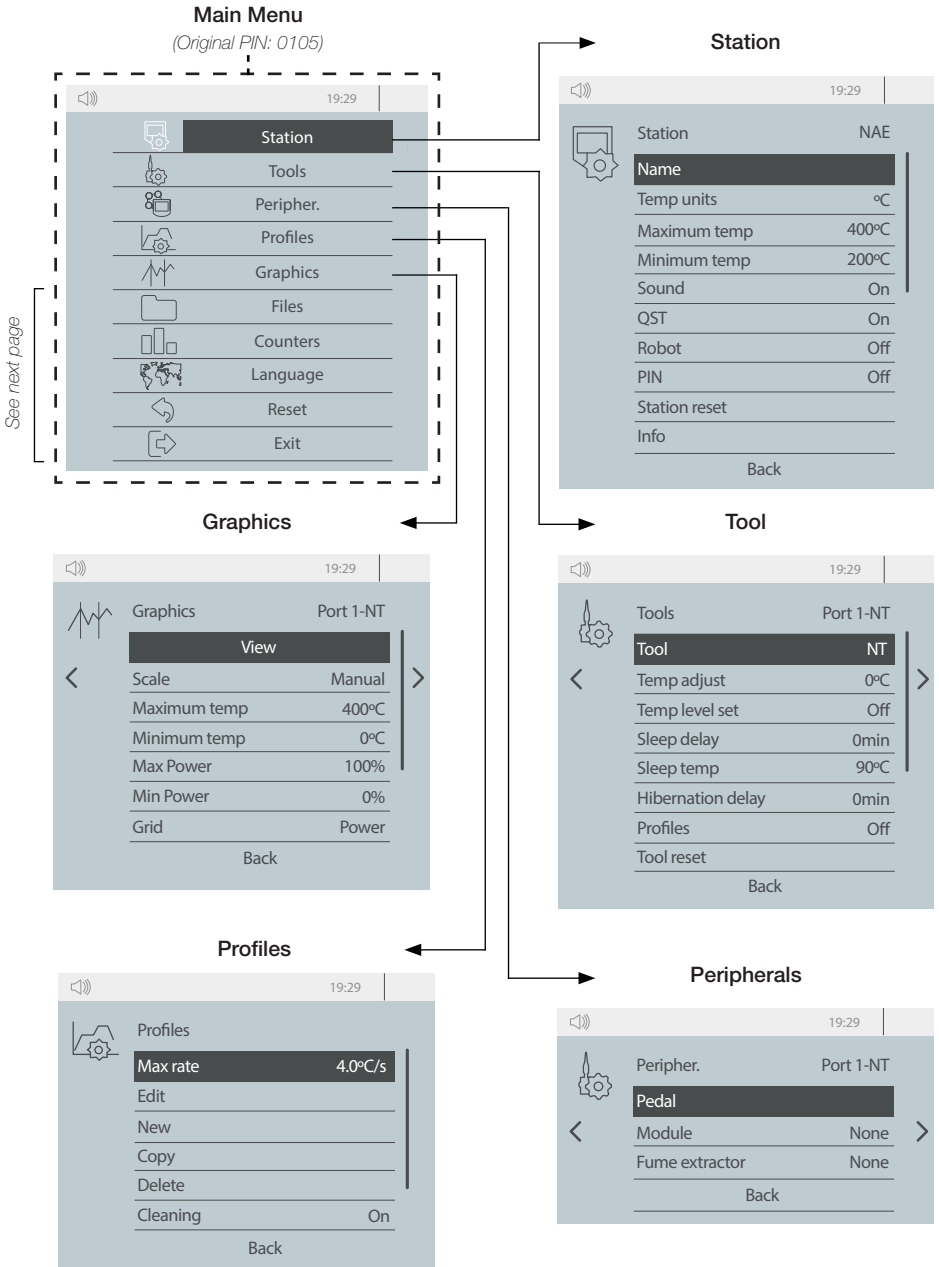 Main Menu
(Original PIN: 0105)
19:29
Station
Tools
Peripher.
Profiles
Graphics
Files
Counters
Language
Reset
Exit
See next page
Station
19:29
Station NAE
Name
Temp units ºC
Maximum temp 400ºC
Minimum temp 200ºC
Sound On
QST On
Robot Off
PIN Off
Station reset
Info
Back
Graphics
19:29
Graphics Port 1-NT
View
Scale Manual
Maximum temp 400ºC
Minimum temp 0ºC
Max Power 100%
Min Power 0%
Grid Power
Back
Tool
19:29
Tools Port 1-NT
Tool NT
Temp adjust 0ºC
Temp level set Off
Sleep delay 0min
Sleep temp 90ºC
Hibernation delay 0min
Profiles Off
Tool reset
Back
Profiles
19:29
Profiles
Max rate 4.0ºC/s
Edit
New
Copy
Delete
Cleaning On
Back
Peripherals
19:29
Peripher. Port 1-NT
Pedal
Module None
Fume extractor None
Back